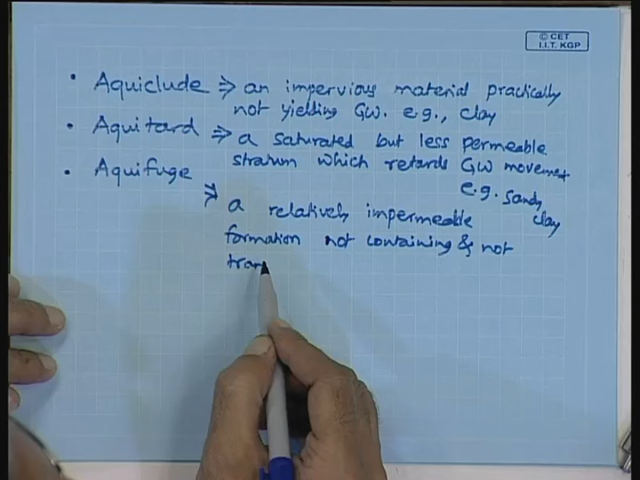 © CET
I.I.T. KGP
• Aquiclude ⇒ an impervious material practically
not yielding GW. e.g., clay
• Aquitard ⇒ a saturated but less permeable
stratum which retards GW movement
e.g. sandy
clay
• Aquifuge
⇒ a relatively impermeable
formation not containing & not
tran